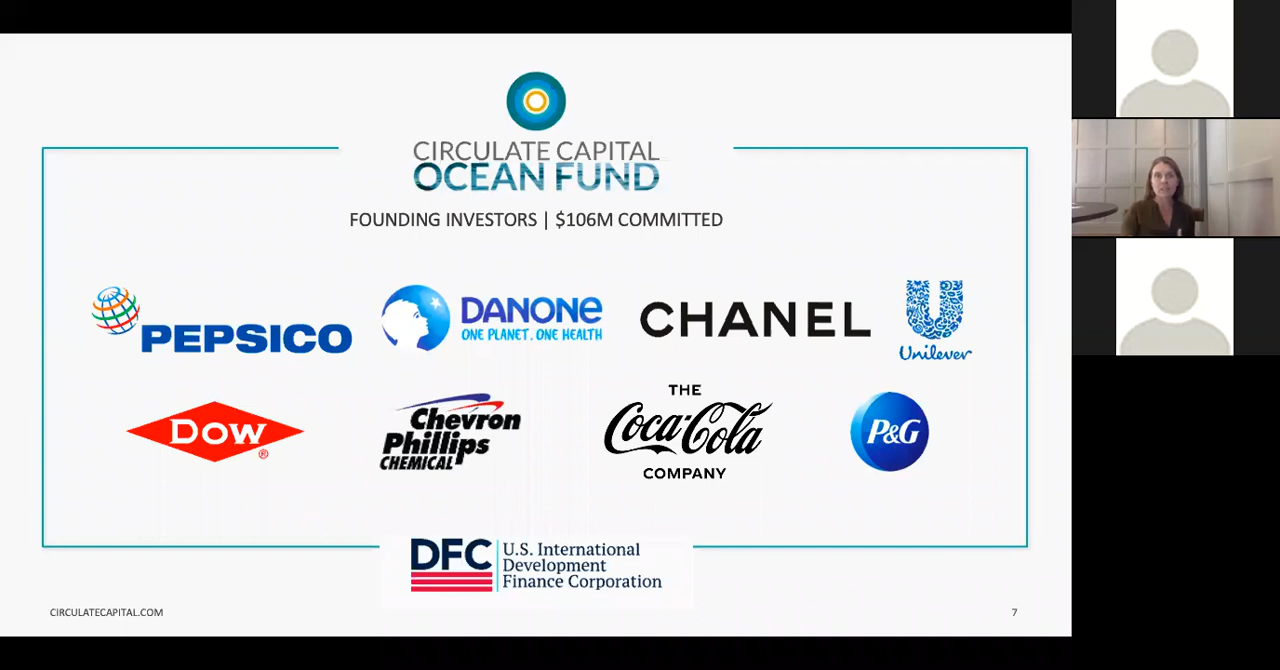 CIRCULATE CAPITAL
OCEAN FUND
FOUNDING INVESTORS | $106M COMMITTED
PEPSICO
DANONE
ONE PLANET. ONE HEALTH
CHANEL
Unilever
Dow
®
Chevron
Phillips
CHEMICAL
THE
Coca-Cola
COMPANY
P&G
DFC
U.S. International
Development
Finance Corporation
CIRCULATECAPITAL.COM
7